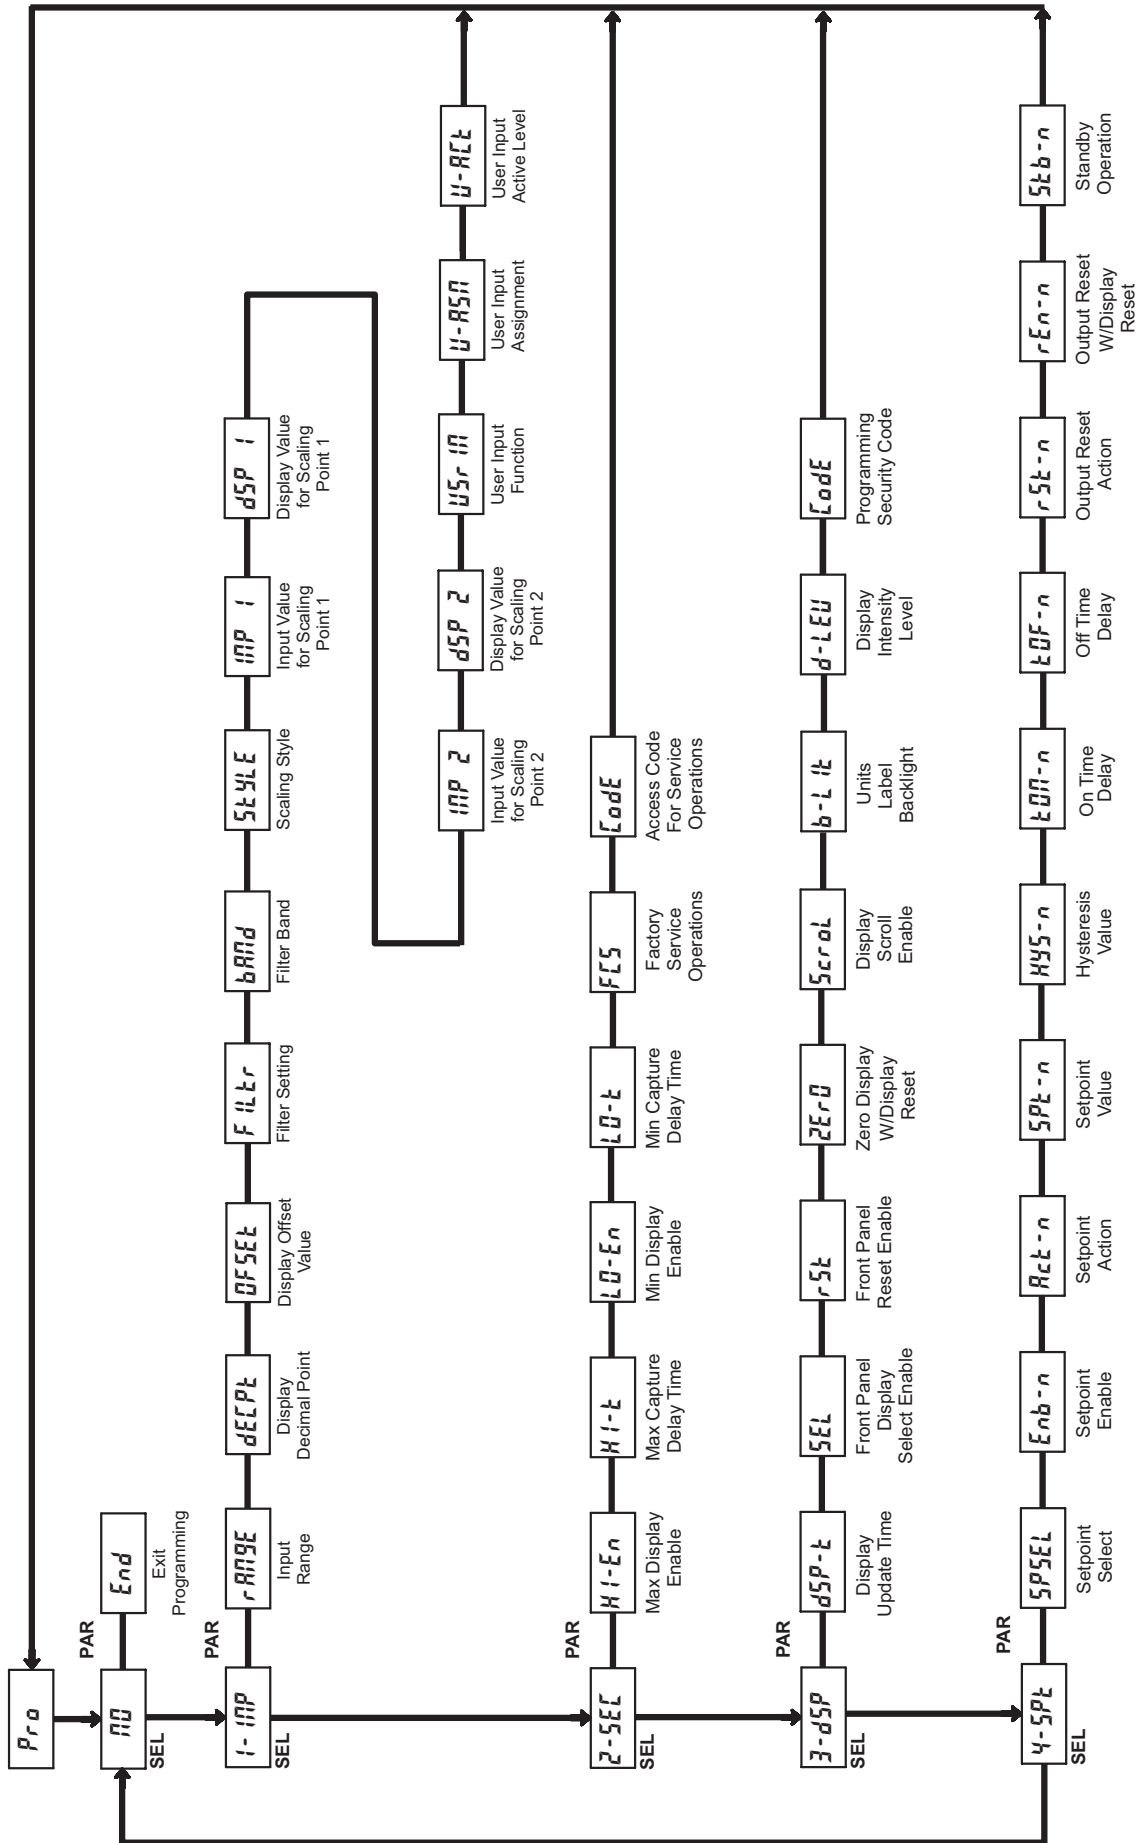 Pro
NO
SEL
PAR
End
Exit
Programming
1-INP
SEL
PAR
rANGE
Input
Range
dECPt
Display
Decimal Point
OFSEt
Display Offset
Value
FILtr
Filter Setting
bANd
Filter Band
StYLE
Scaling Style
INP 1
Input Value
for Scaling
Point 1
dSP 1
Display Value
for Scaling
Point 1
INP 2
Input Value
for Scaling
Point 2
dSP 2
Display Value
for Scaling
Point 2
USrIN
User Input
Function
U-ASN
User Input
Assignment
U-ACt
User Input
Active Level
2-SEC
SEL
PAR
HI-En
Max Display
Enable
HI-t
Max Capture
Delay Time
LO-En
Min Display
Enable
LO-t
Min Capture
Delay Time
FCS
Factory
Service
Operations
CodE
Access Code
For Service
Operations
3-dSP
SEL
PAR
dSP-t
Display
Update Time
SEL
Front Panel
Display
Select Enable
rSt
Front Panel
Reset Enable
ZErO
Zero Display
W/Display
Reset
ScroL
Display
Scroll
Enable
b-LIt
Units
Label
Backlight
d-LEV
Display
Intensity
Level
CodE
Programming
Security Code
4-SPt
SEL
PAR
SPSEL
Setpoint
Select
Enb-n
Setpoint
Enable
Act-n
Setpoint
Action
SPt-n
Setpoint
Value
HYS-n
Hysteresis
Value
tON-n
On Time
Delay
tOF-n
Off Time
Delay
rSt-n
Output Reset
Action
rEn-n
Output Reset
W/Display
Reset
Stb-n
Standby
Operation